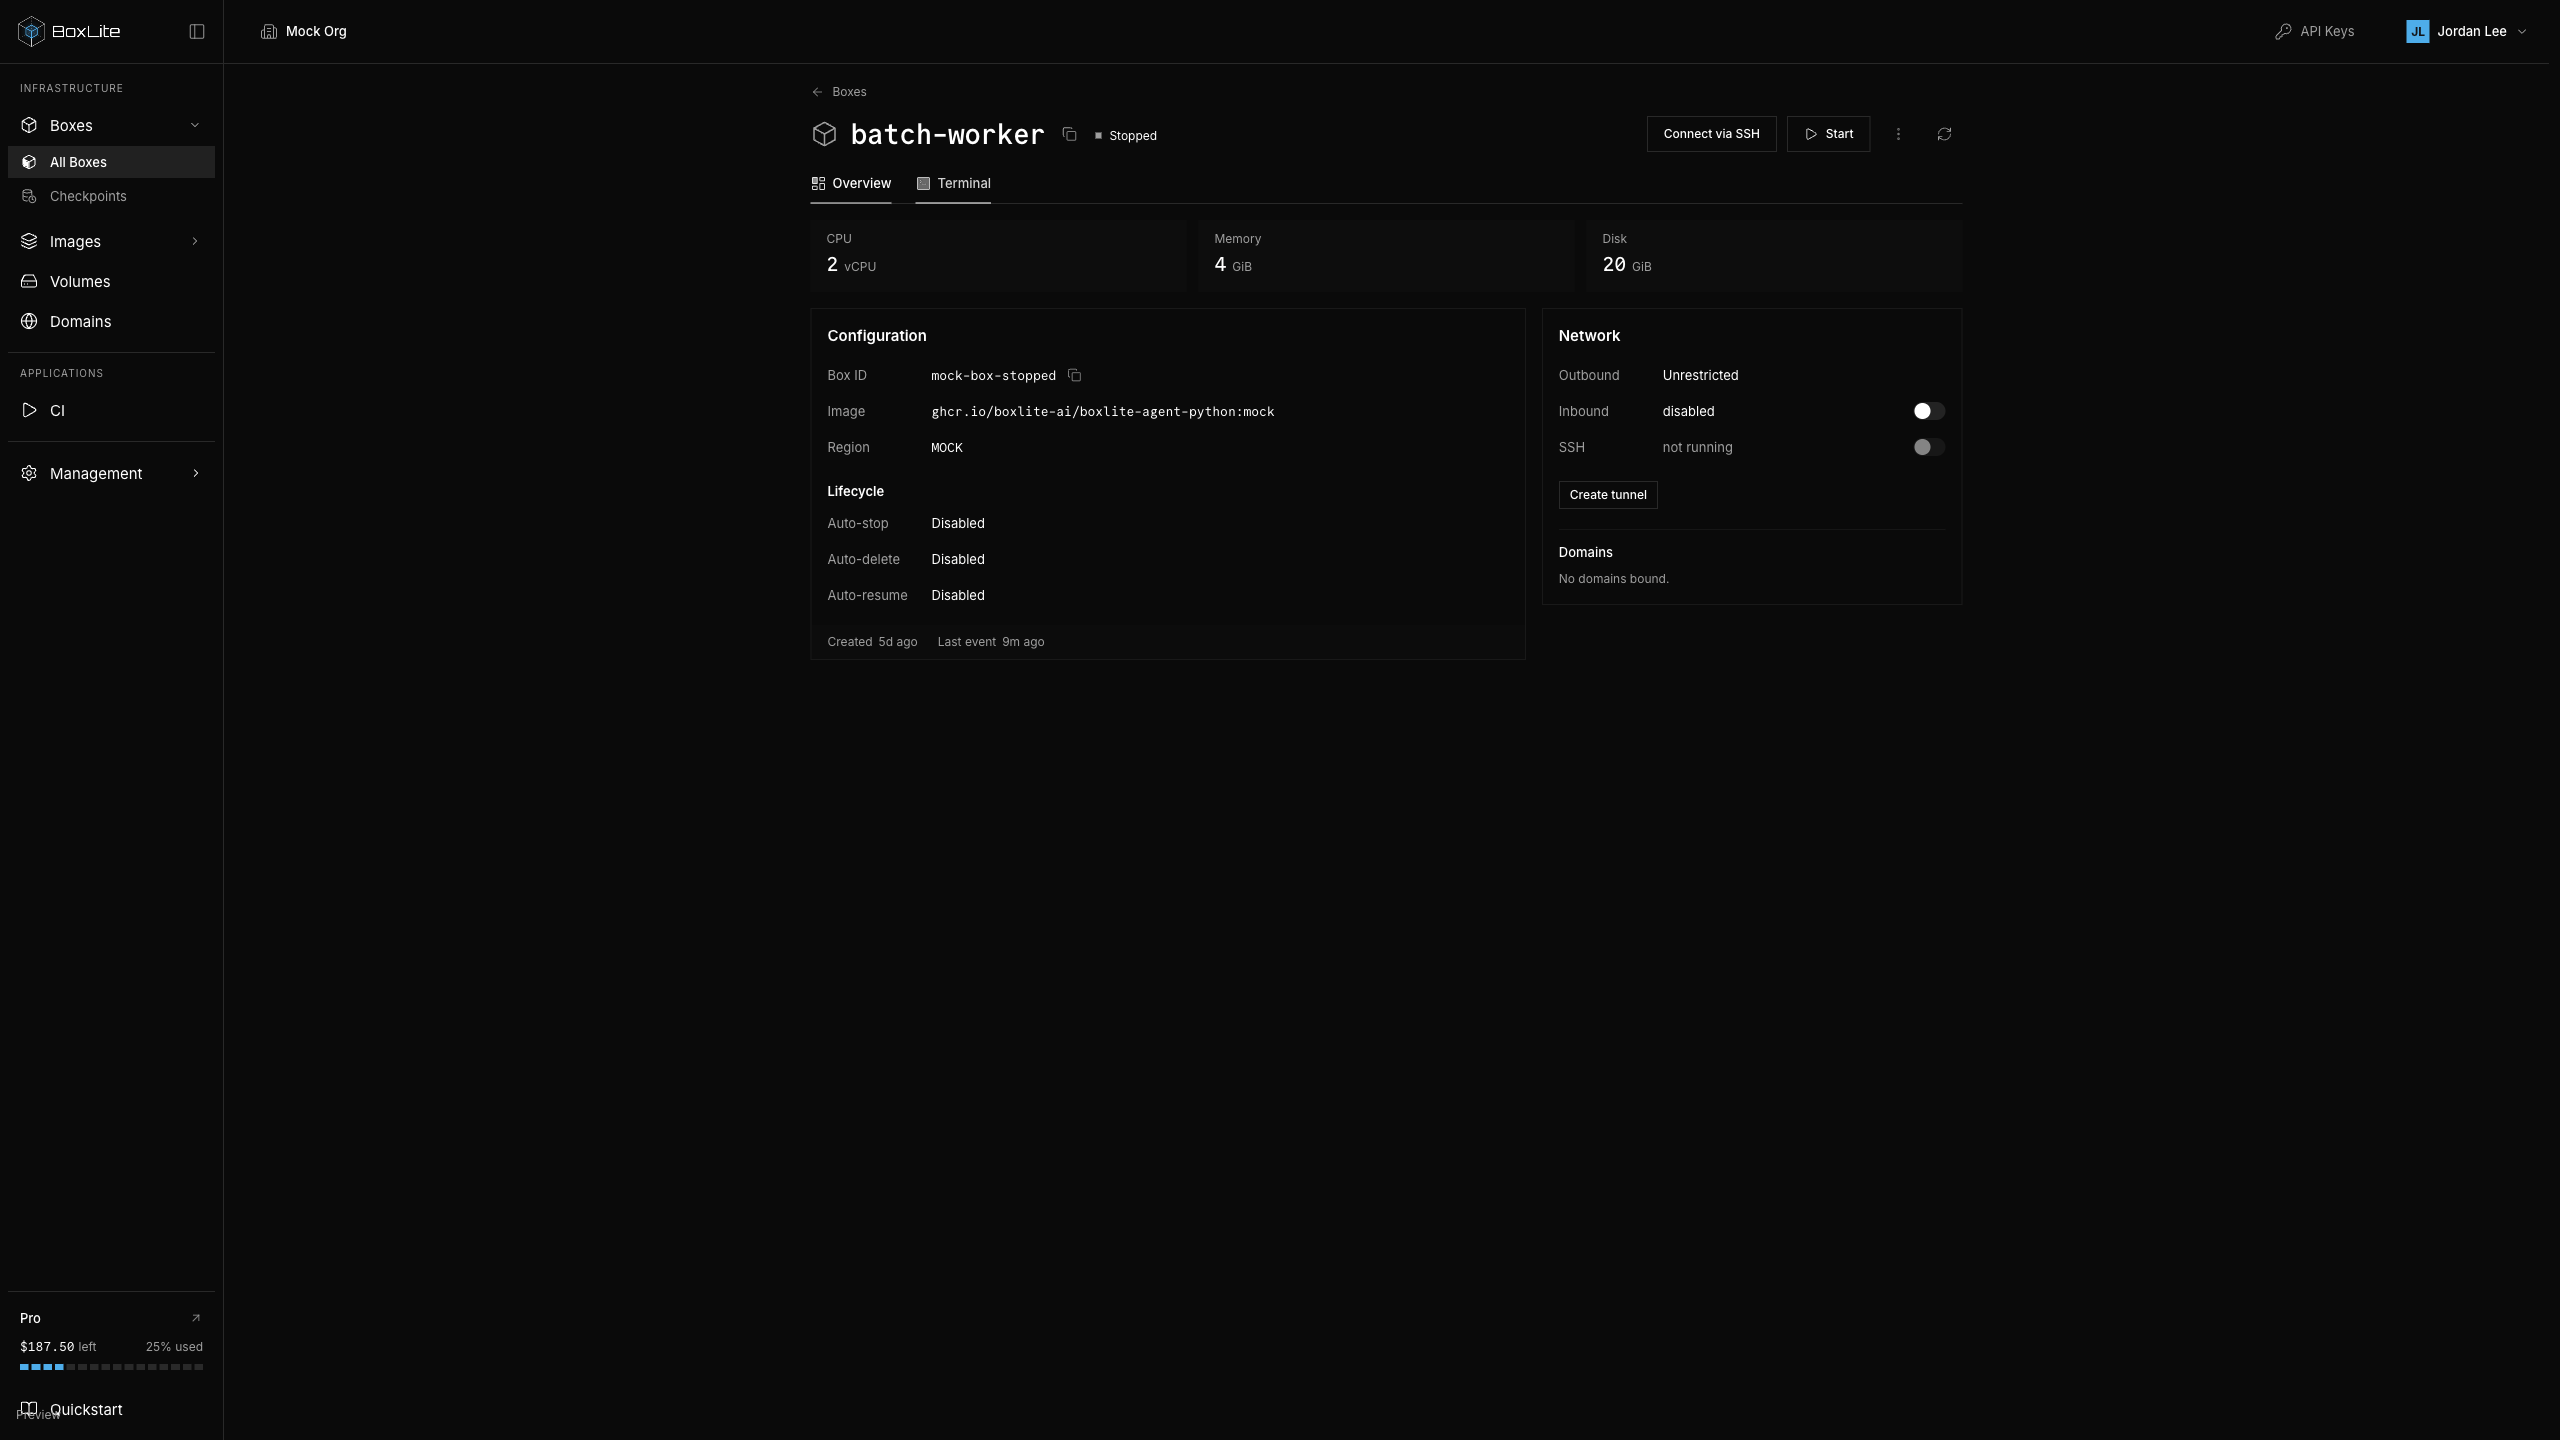 BoxLite
Mock Org
API Keys
JL Jordan Lee
INFRASTRUCTURE
Boxes
All Boxes
Checkpoints
Images
Volumes
Domains
APPLICATIONS
CI
Management
Pro
$187.50 left 25% used
Quickstart
Preview
Boxes
batch-worker
Stopped
Connect via SSH
Start
Overview Terminal
CPU
2 vCPU
Memory
4 GiB
Disk
20 GiB
Configuration
Box ID mock-box-stopped
Image ghcr.io/boxlite-ai/boxlite-agent-python:mock
Region MOCK
Lifecycle
Auto-stop Disabled
Auto-delete Disabled
Auto-resume Disabled
Created 5d ago Last event 9m ago
Network
Outbound Unrestricted
Inbound disabled
SSH not running
Create tunnel
Domains
No domains bound.